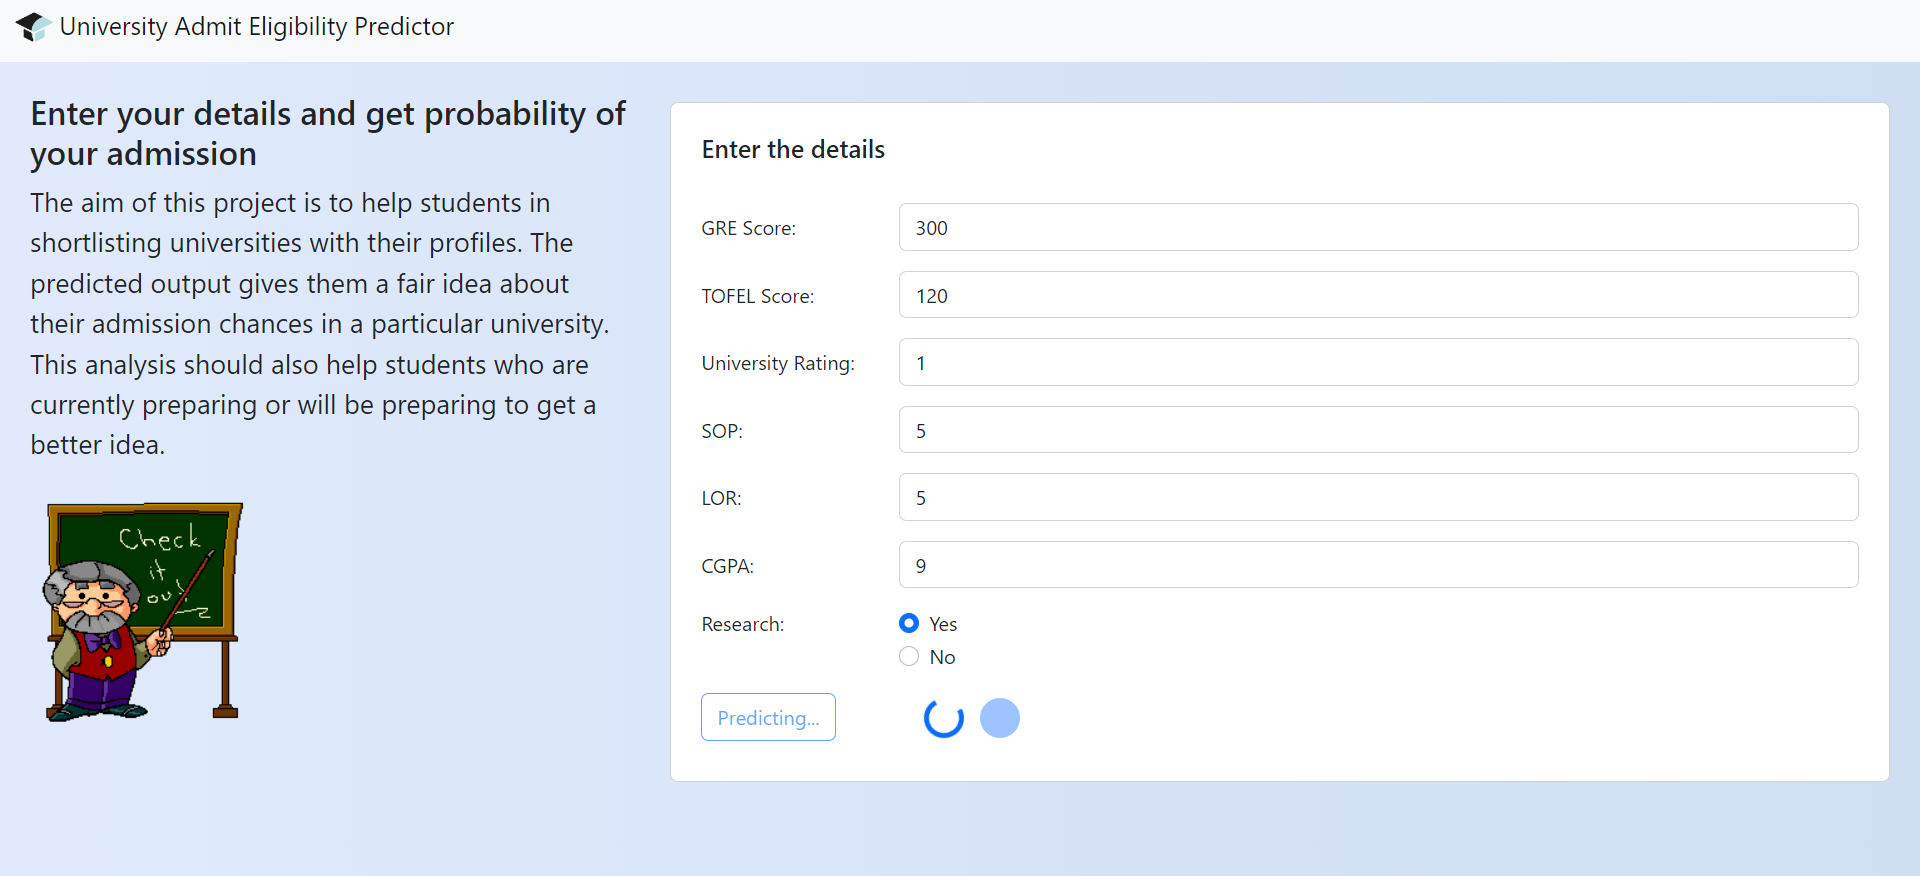 University Admit Eligibility Predictor
Enter your details and get probability of
your admission
The aim of this project is to help students in
shortlisting universities with their profiles. The
predicted output gives them a fair idea about
their admission chances in a particular university.
This analysis should also help students who are
currently preparing or will be preparing to get a
better idea.
Check
it
out!
Enter the details
GRE Score: 300
TOFEL Score: 120
University Rating: 1
SOP: 5
LOR: 5
CGPA: 9
Research: Yes
No
Predicting...